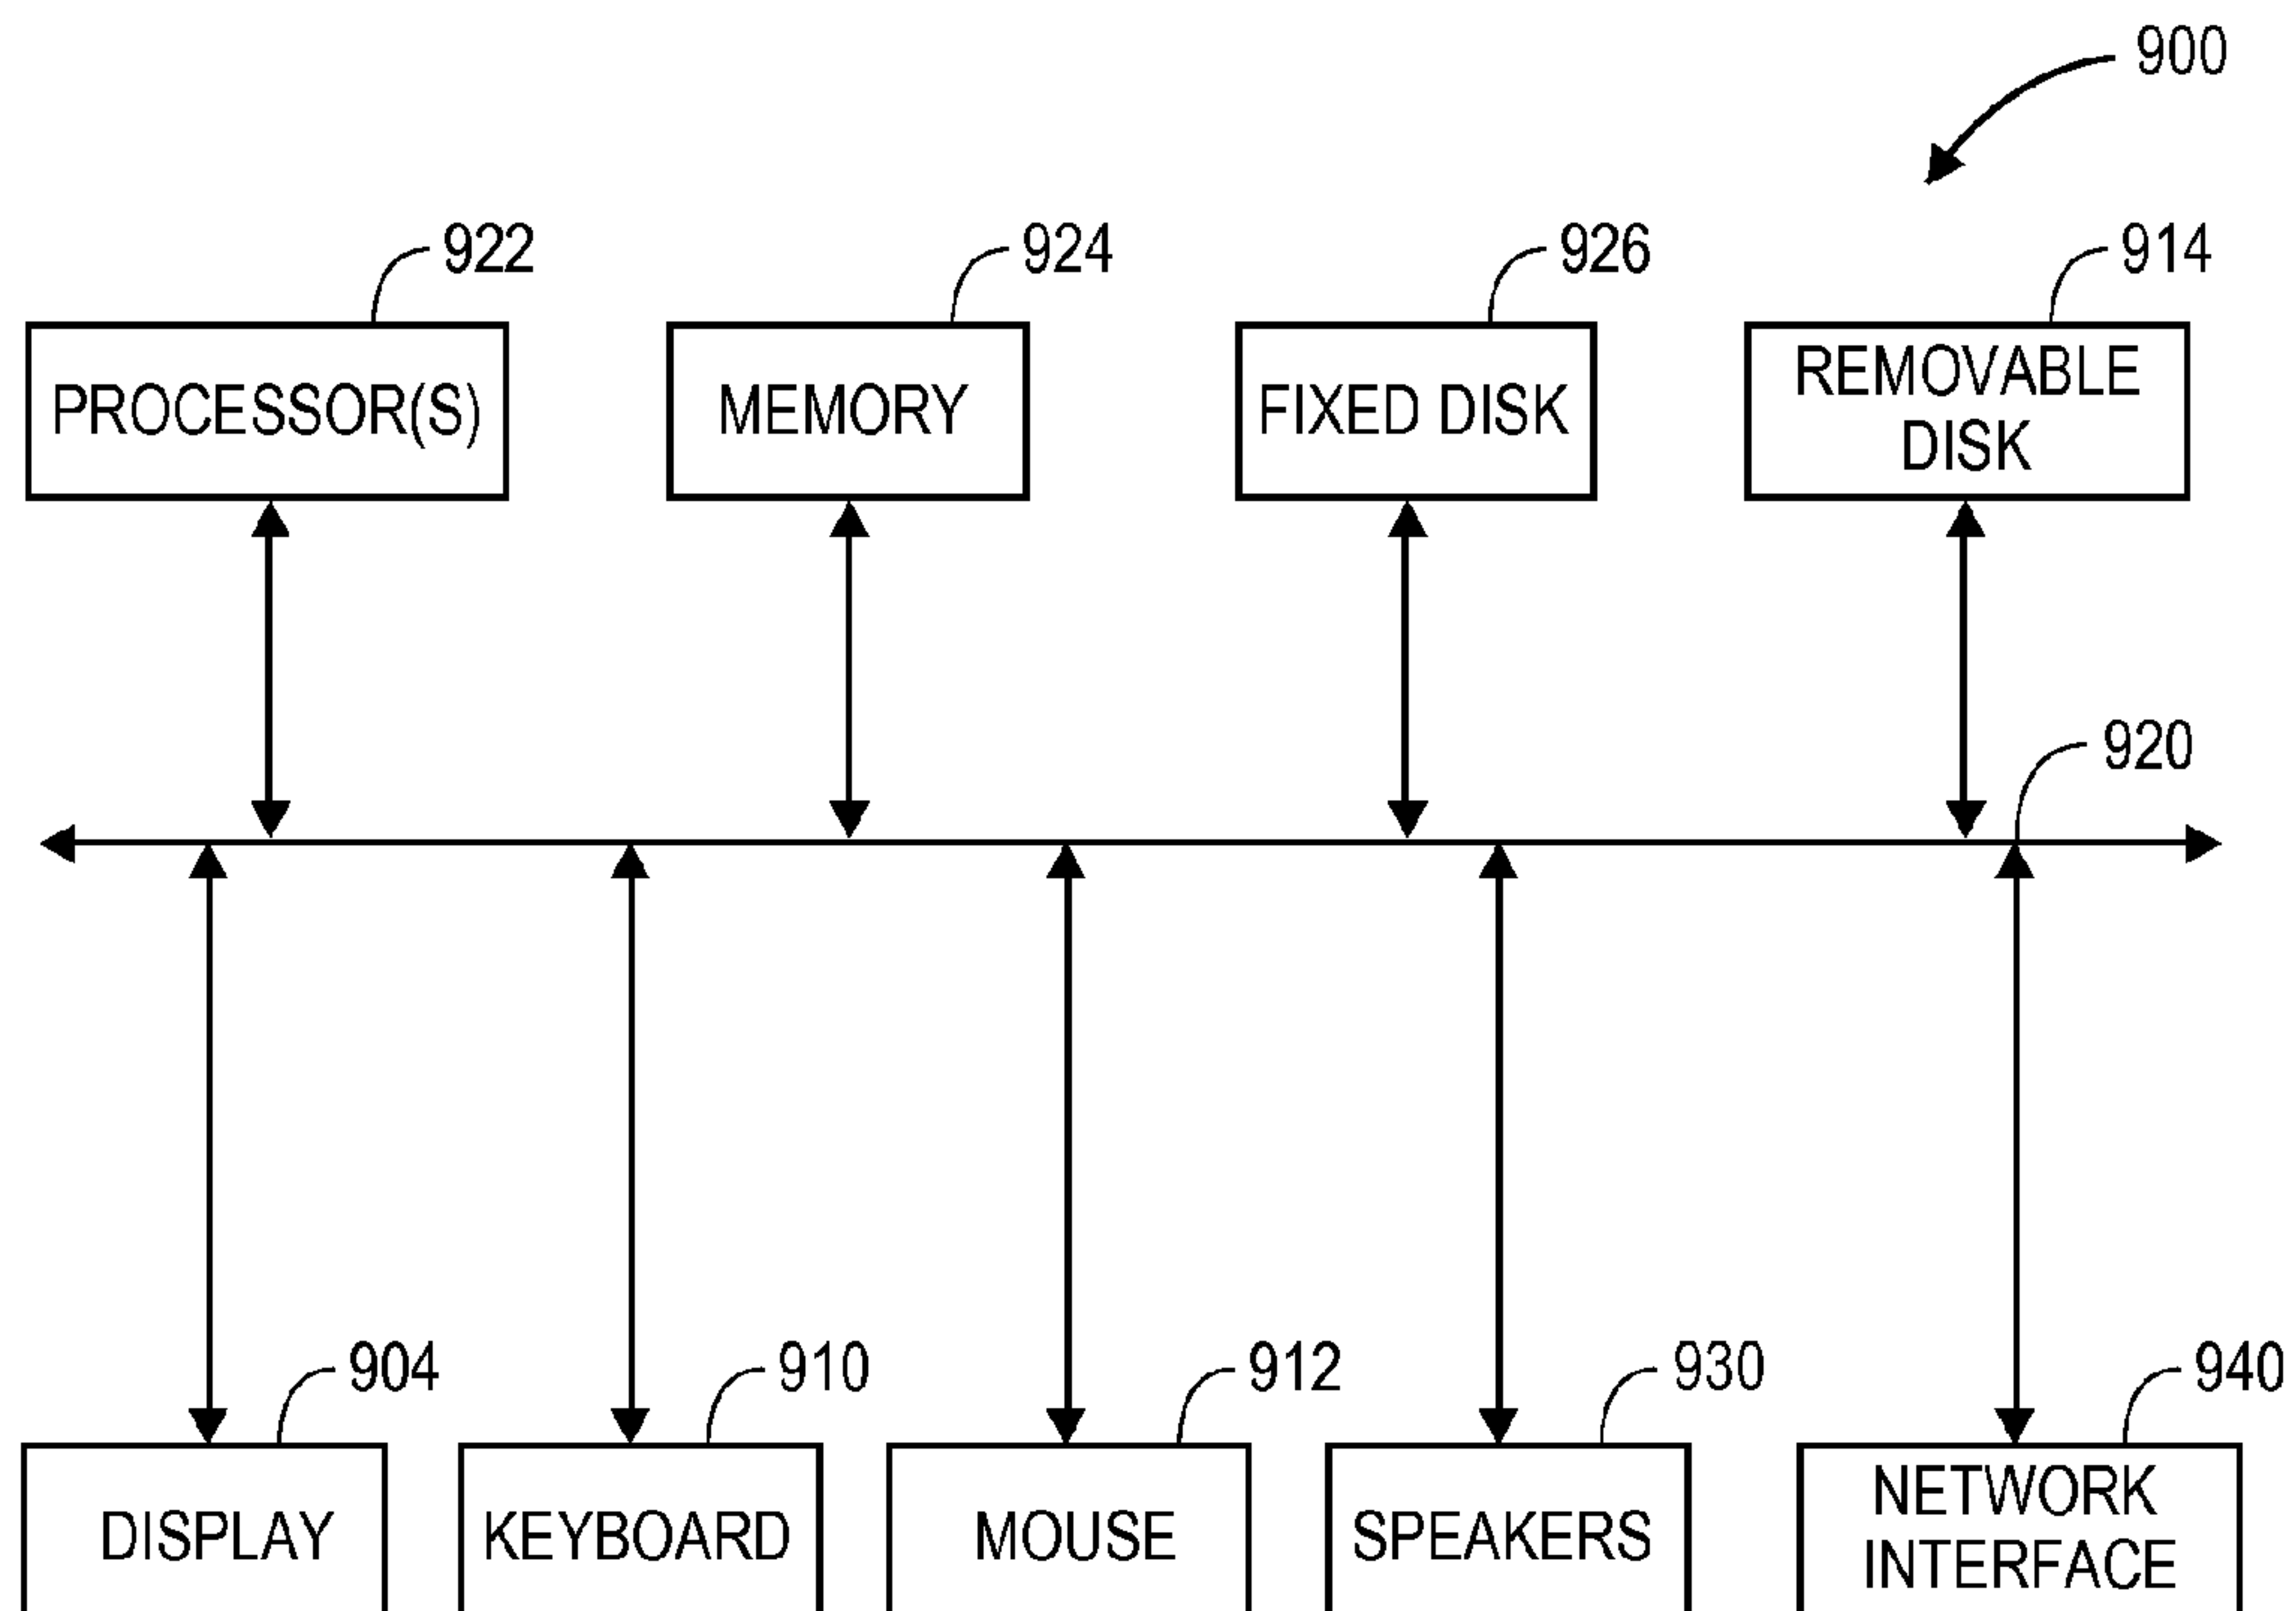 900
922
924
926
914
PROCESSOR(S)
MEMORY
FIXED DISK
REMOVABLE
DISK
920
904
910
912
930
940
DISPLAY
KEYBOARD
MOUSE
SPEAKERS
NETWORK
INTERFACE